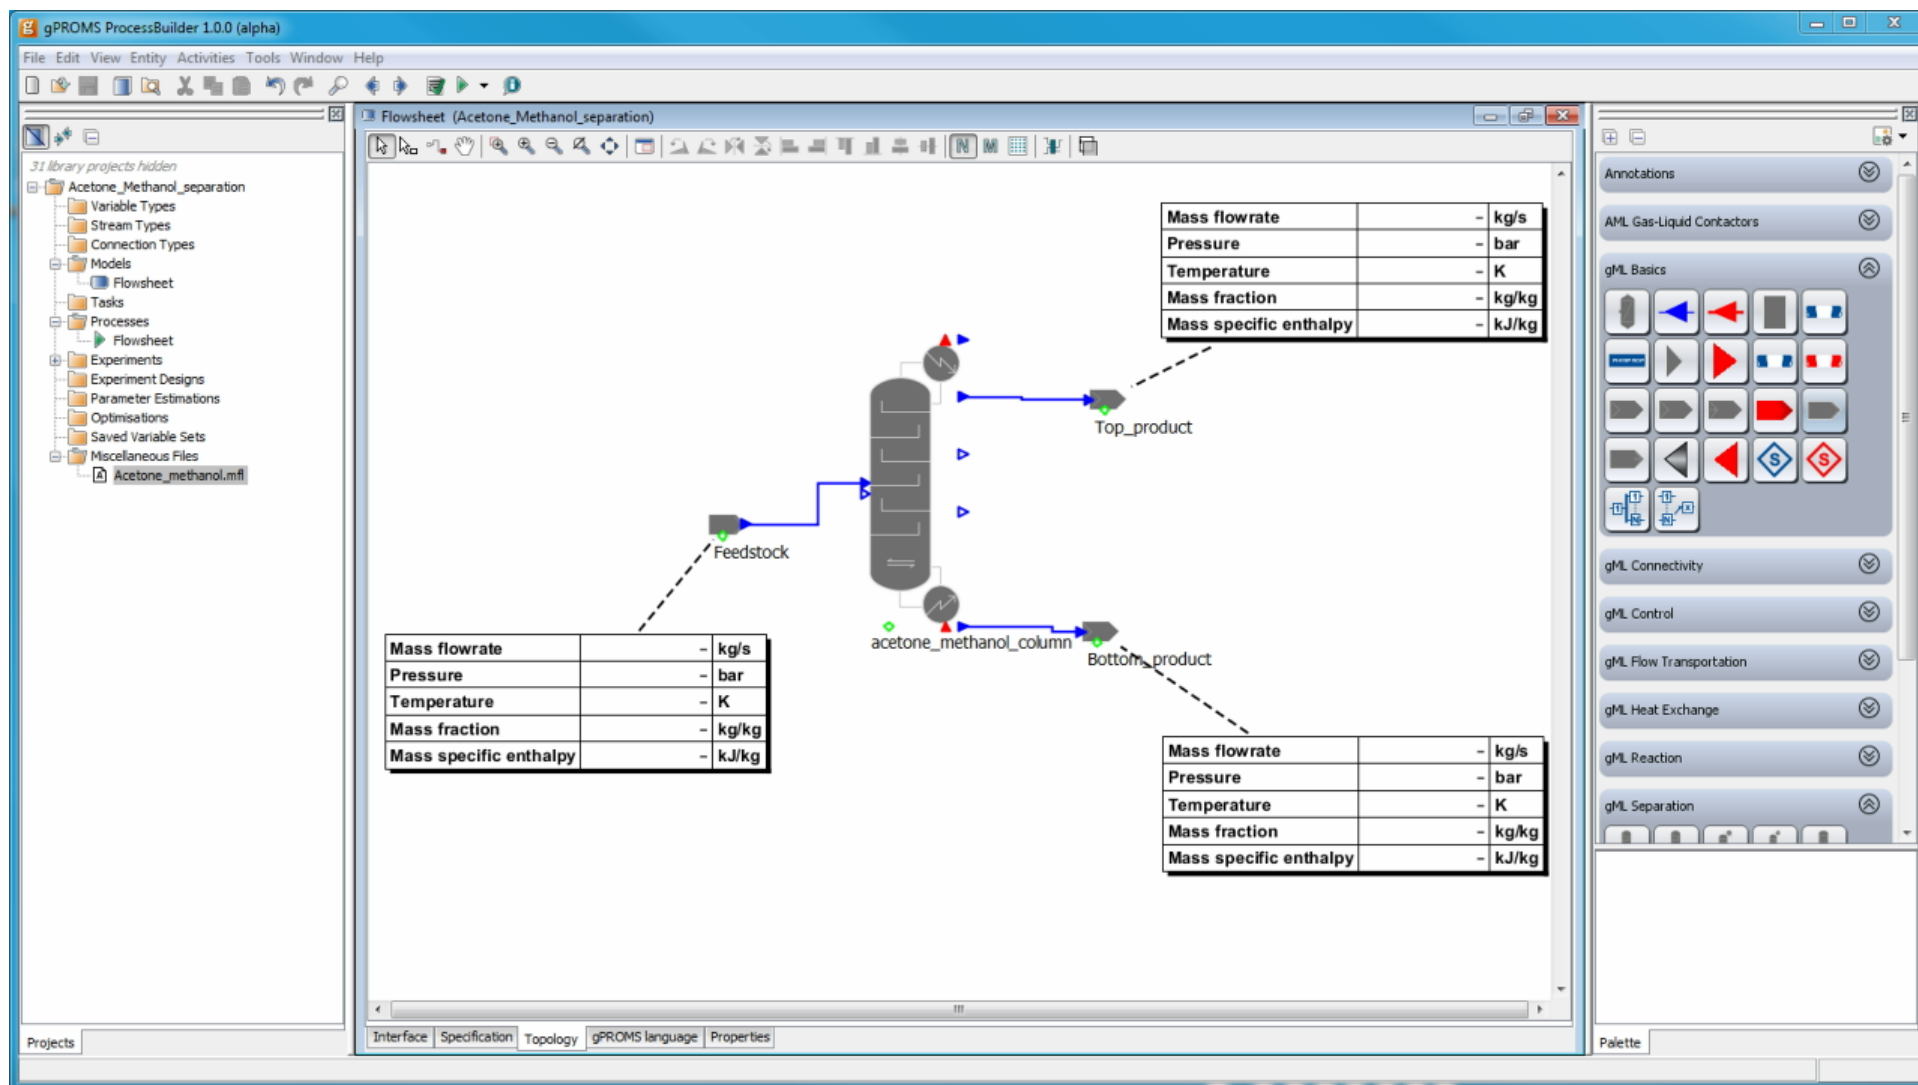 gPROMS ProcessBuilder 1.0.0 (alpha)
File Edit View Entity Activities Tools Window Help
31 library projects hidden
Acetone_Methanol_separation
Variable Types
Stream Types
Connection Types
Models
Flowsheet
Tasks
Processes
Flowsheet
Experiments
Experiment Designs
Parameter Estimations
Optimisations
Saved Variable Sets
Miscellaneous Files
Acetone_methanol.mfl
Projects
Flowsheet (Acetone_Methanol_separation)
N M
Mass flowrate - kg/s
Pressure - bar
Temperature - K
Mass fraction - kg/kg
Mass specific enthalpy - kJ/kg
Top_product
Feedstock
acetone_methanol_column
Bottom_product
Mass flowrate - kg/s
Pressure - bar
Temperature - K
Mass fraction - kg/kg
Mass specific enthalpy - kJ/kg
Mass flowrate - kg/s
Pressure - bar
Temperature - K
Mass fraction - kg/kg
Mass specific enthalpy - kJ/kg
Interface Specification Topology gPROMS language Properties
Annotations
AML Gas-Liquid Contactors
gML Basics
S S
gML Connectivity
gML Control
gML Flow Transportation
gML Heat Exchange
gML Reaction
gML Separation
Palette